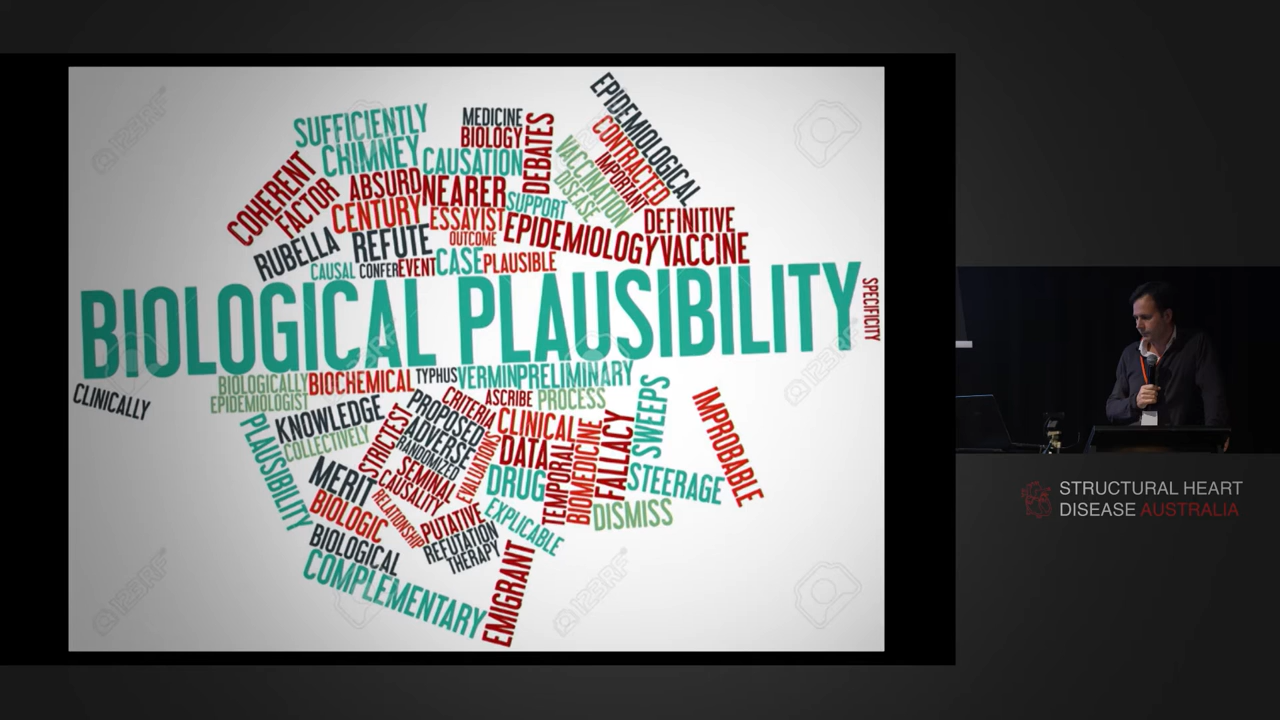 SUFFICIENTLY
MEDICINE
EPIDEMIOLOGICAL
CHIMNEY
BIOLOGY
DEBATES
CONTRACTED
CAUSATION
VACCINATION
IMPORTANT
COHERENT
FACTOR
ABSURD
NEARER
SUPPORT
DISEASE
CENTURY
ESSAYIST
DEFINITIVE
RUBELLA
REFUTE
OUTCOME
EPIDEMIOLOGY
VACCINE
CAUSAL
CONFER
EVENT
CASE
PLAUSIBLE
BIOLOGICAL PLAUSIBILITY
SPECIFICITY
CLINICALLY
BIOLOGICALLY
BIOCHEMICAL
TYPHUS
VERMIN
PRELIMINARY
EPIDEMIOLOGIST
KNOWLEDGE
PROPOSED
CRITERIA
ASCRIBE
PROCESS
SWEEPS
IMPROBABLE
PLAUSIBILITY
COLLECTIVELY
STRICTEST
ADVERSE
RANDOMIZED
CLINICAL
DATA
FALLACY
MERIT
SEMINAL
CAUSALITY
EVALUATIONS
DRUG
TEMPORAL
BIOMEDICINE
STEERAGE
BIOLOGIC
RELATIONSHIP
PUTATIVE
EXPLICABLE
DISMISS
BIOLOGICAL
REFUTATION
THERAPY
COMPLEMENTARY
EMIGRANT
123RF
123RF
123RF
STRUCTURAL HEART
DISEASE AUSTRALIA